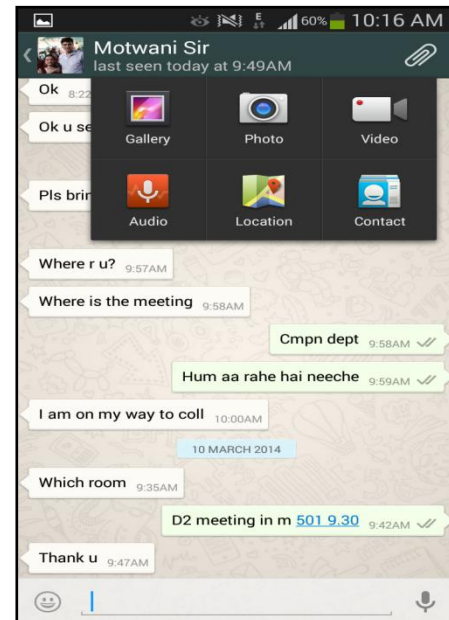 E 60% 10:16 AM
Motwani Sir
last seen today at 9:49AM
Ok 8:22
Gallery Photo Video
Ok u se
Pls brin
Audio Location Contact
Where r u? 9:57AM
Where is the meeting 9:58AM
Cmpn dept 9:58AM
Hum aa rahe hai neeche 9:59AM
I am on my way to coll 10:00AM
10 MARCH 2014
Which room 9:35AM
D2 meeting in m 501 9.30 9:42AM
Thank u 9:47AM